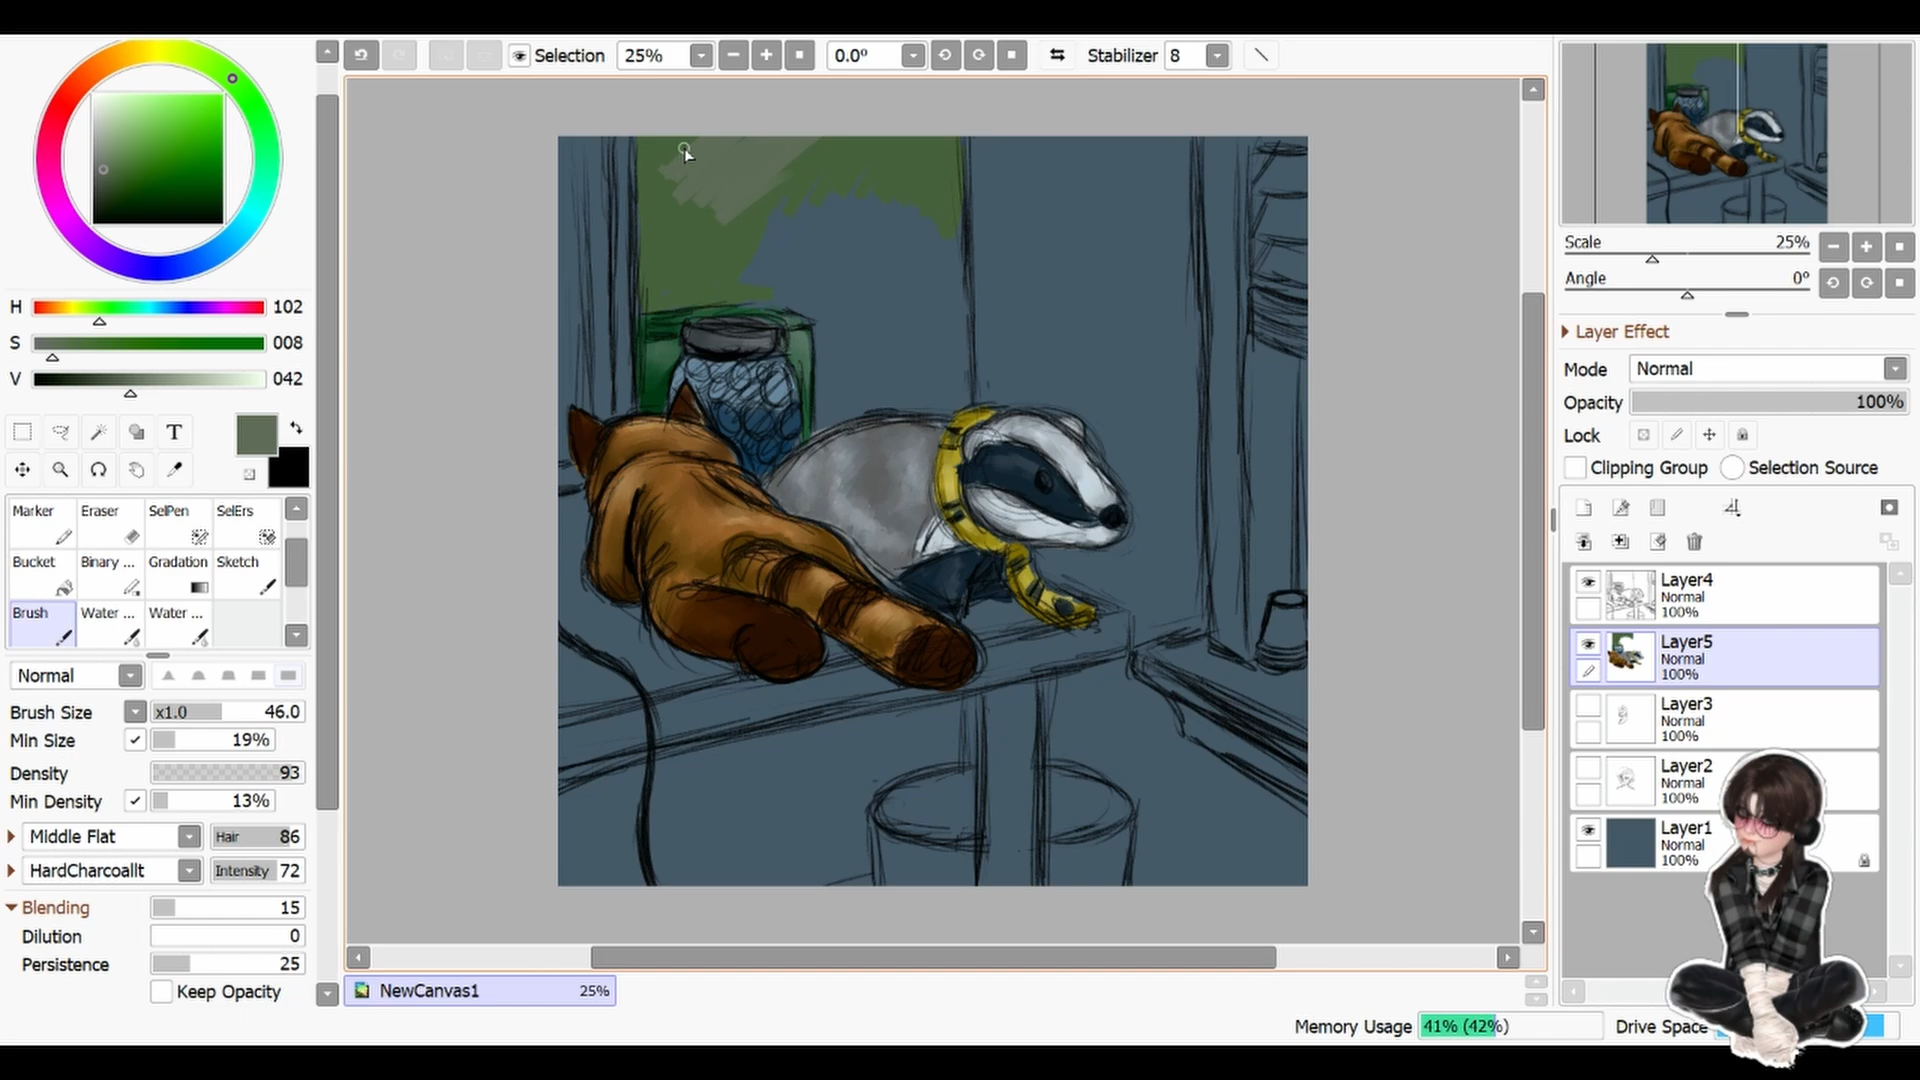 Selection 25% 0.0° Stabilizer 8
H 102
S 008
V 042
T
Marker Eraser SelPen SelErs
Bucket Binary ... Gradation Sketch
Brush Water ... Water ...
Normal
Brush Size x1.0 46.0
Min Size 19%
Density 93
Min Density 13%
Middle Flat Hair 86
HardCharcoallt Intensity 72
Blending 15
Dilution 0
Persistence 25
Keep Opacity
NewCanvas1 25%
Scale 25%
Angle 0°
Layer Effect
Mode Normal
Opacity 100%
Lock
Clipping Group Selection Source
Layer4
Normal
100%
Layer5
Normal
100%
Layer3
Normal
100%
Layer2
Normal
100%
Layer1
Normal
100%
Memory Usage 41% (42%) Drive Space